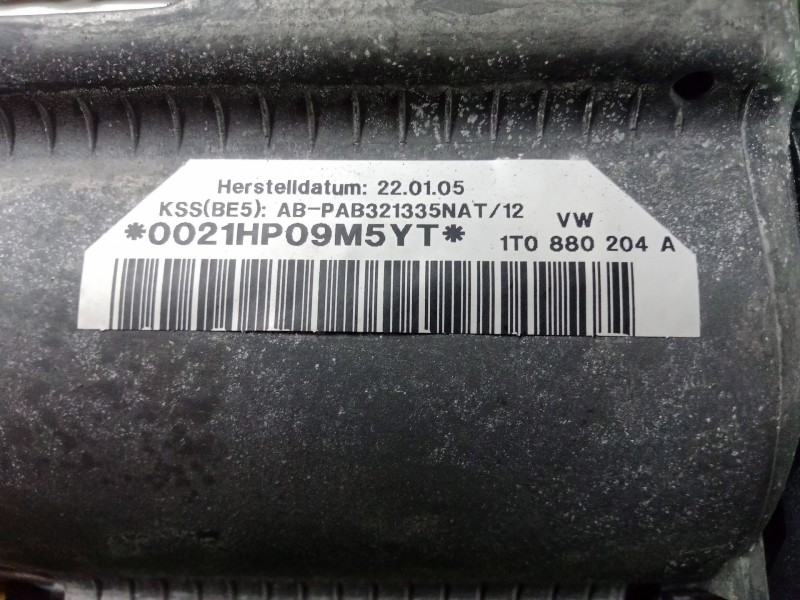 Herstelldatum: 22.01.05
KSS(BE5): AB-PAB321335NAT/12
*0021HP09M5YT*
VW
1T0 880 204 A